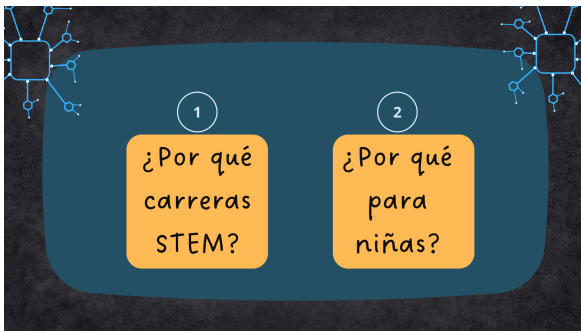 1
¿Por qué
carreras
STEM?
2
¿Por qué
para
niñas?